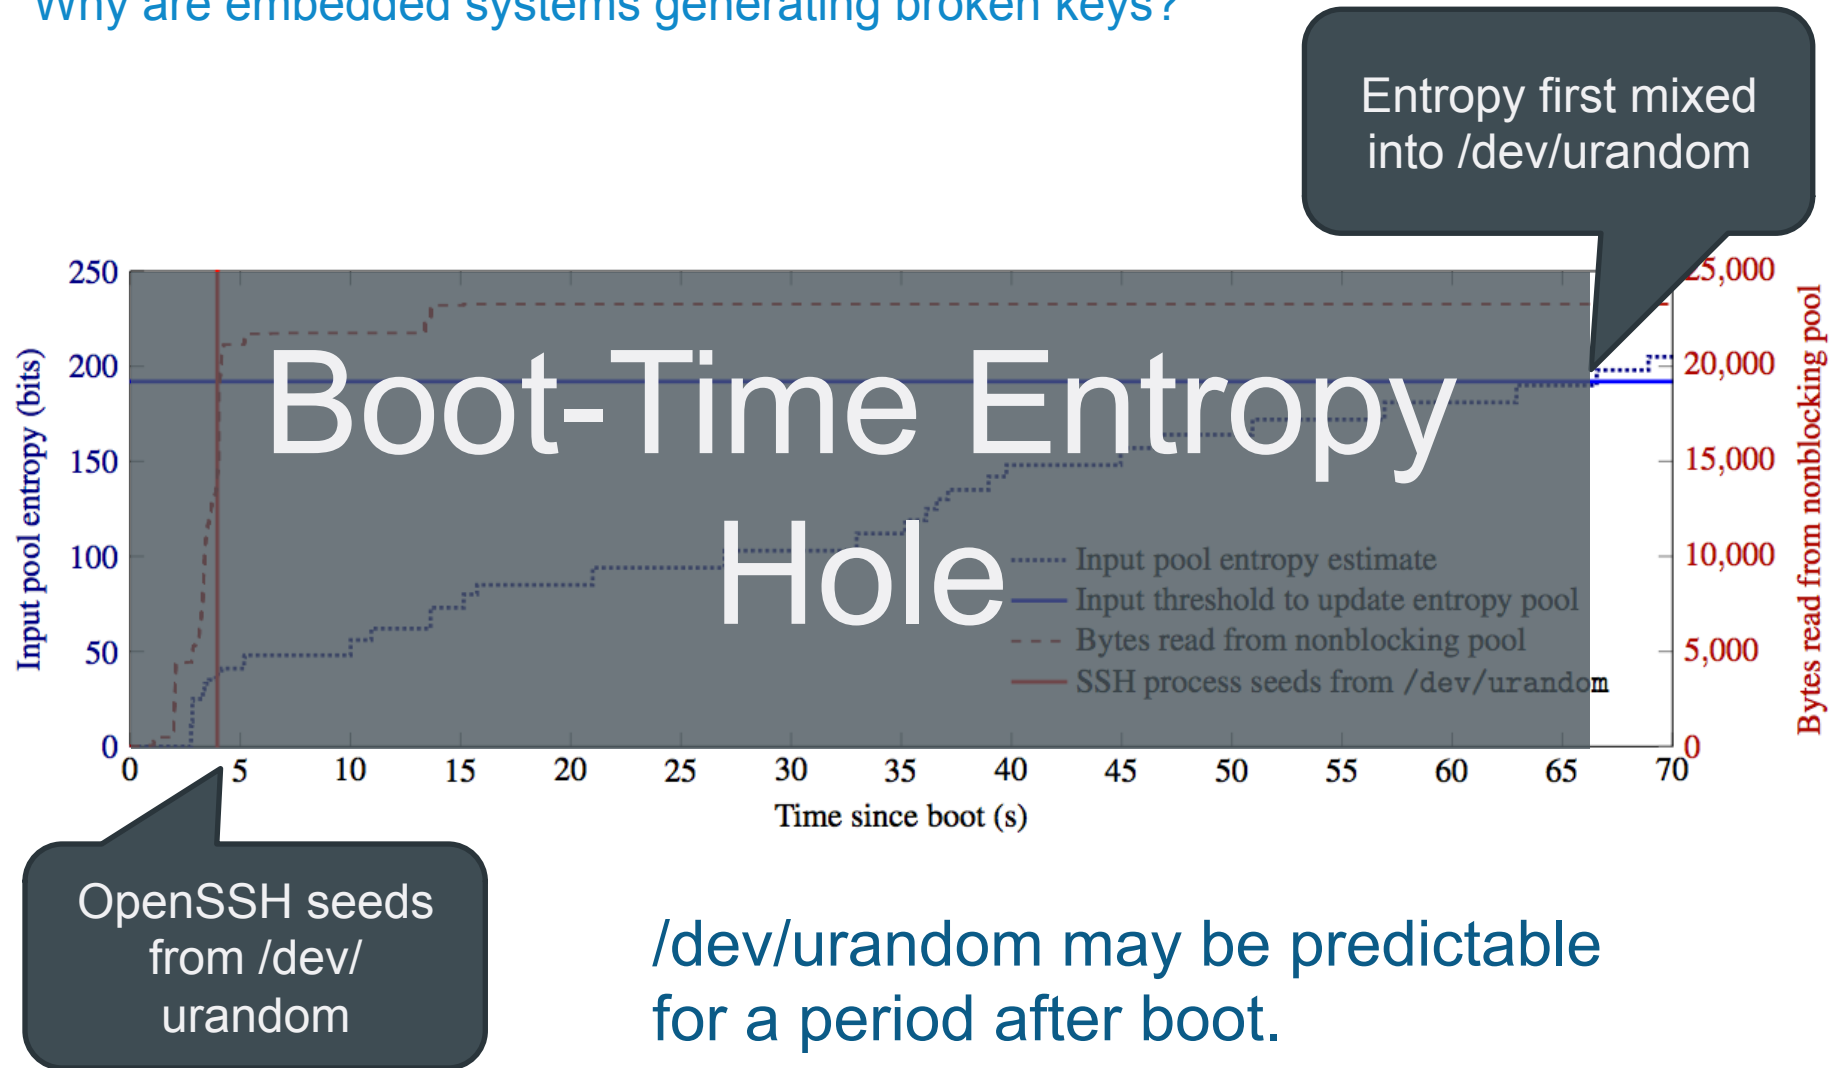 Why are embedded systems generating broken keys?
Entropy first mixed
into /dev/urandom
250
200
150
100
50
0
Input pool entropy (bits)
Boot-Time Entropy
Hole
Input pool entropy estimate
Input threshold to update entropy pool
Bytes read from nonblocking pool
SSH process seeds from /dev/urandom
5,000
20,000
15,000
10,000
5,000
0
Bytes read from nonblocking pool
0 5 10 15 20 25 30 35 40 45 50 55 60 65 70
Time since boot (s)
OpenSSH seeds
from /dev/
urandom
/dev/urandom may be predictable
for a period after boot.